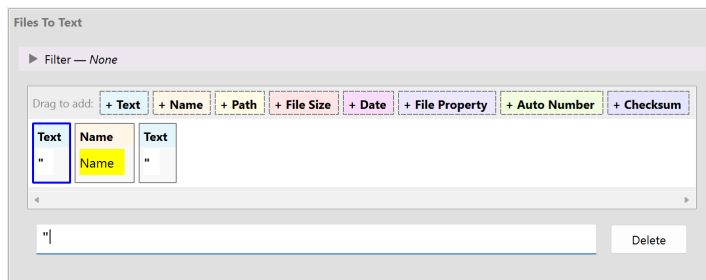 Files To Text
Filter — None
Drag to add: + Text + Name + Path + File Size + Date + File Property + Auto Number + Checksum
Text Name Text
" Name "
"
Delete